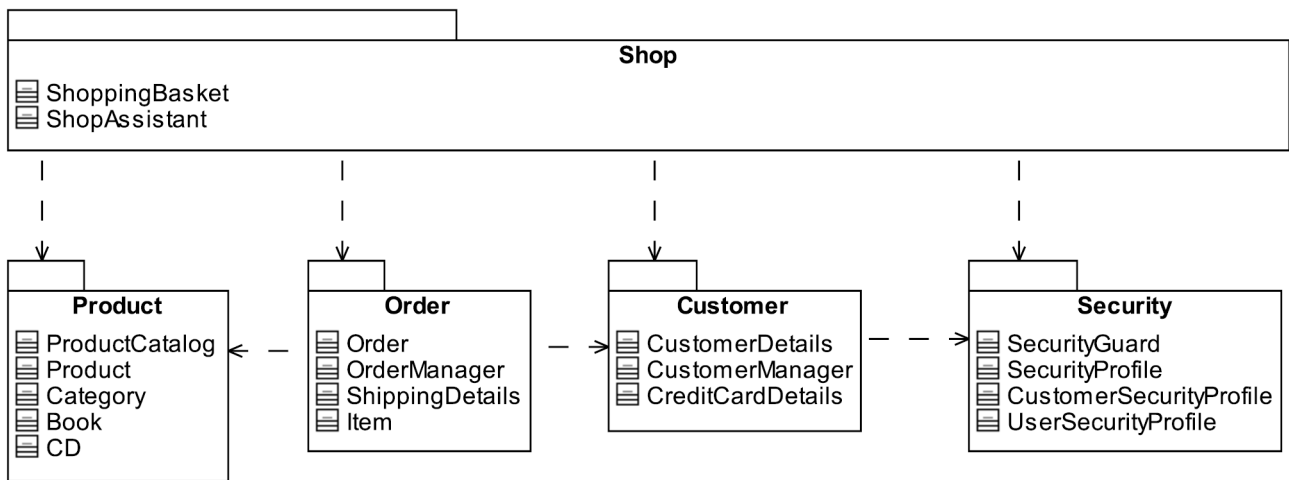 Shop
ShoppingBasket
ShopAssistant
Product
ProductCatalog
Product
Category
Book
CD
Order
Order
OrderManager
ShippingDetails
Item
Customer
CustomerDetails
CustomerManager
CreditCardDetails
Security
SecurityGuard
SecurityProfile
CustomerSecurityProfile
UserSecurityProfile